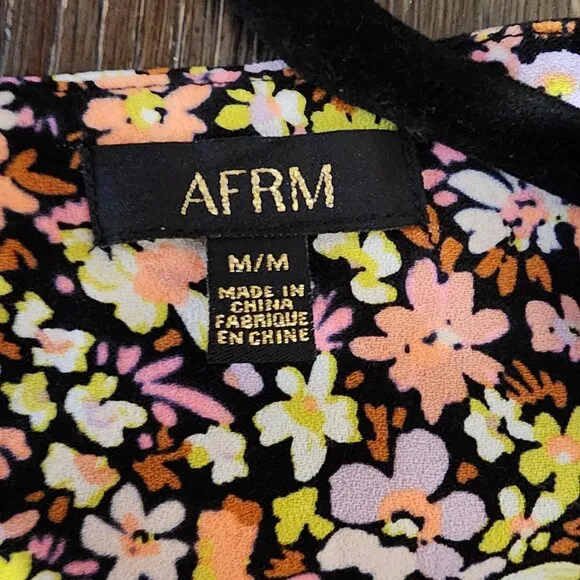 AFRM
M/M
MADE IN
CHINA
FABRIQUE
EN CHINE